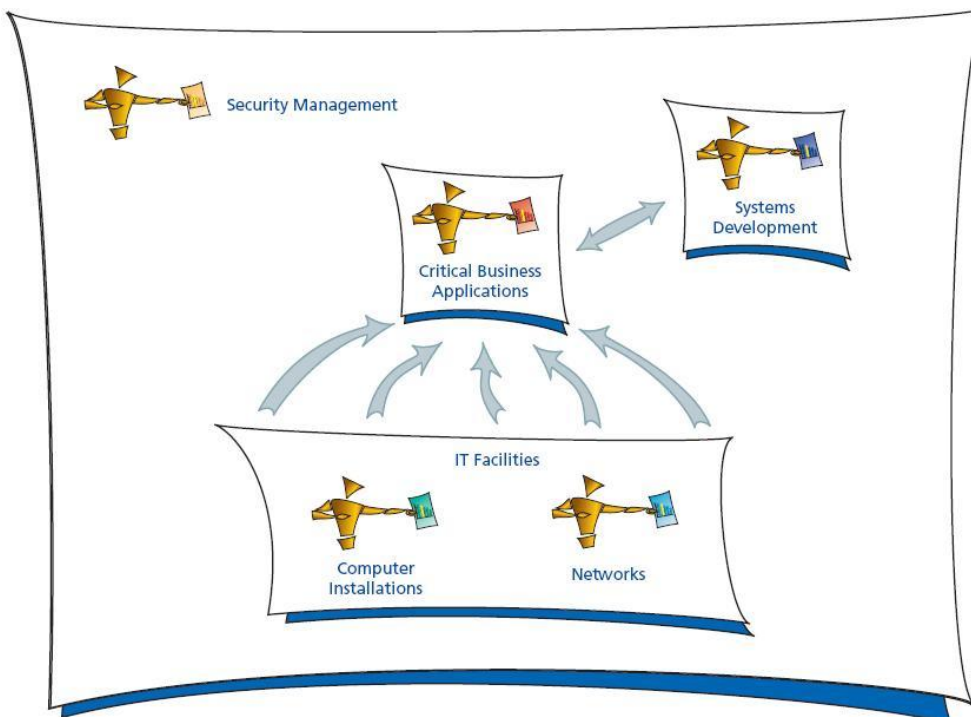 Security Management
Systems
Development
Critical Business
Applications
IT Facilities
Computer
Installations
Networks